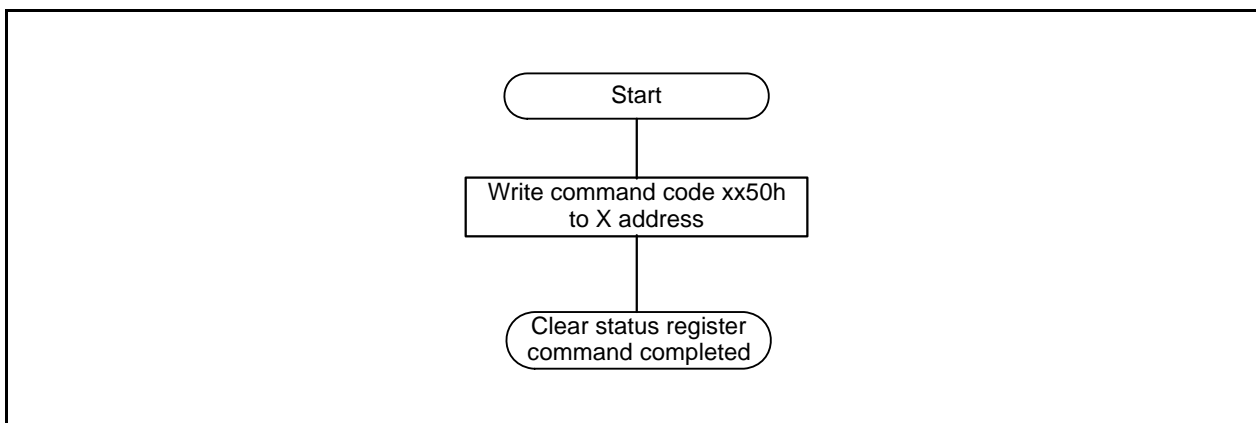 Start
Write command code xx50h
to X address
Clear status register
command completed